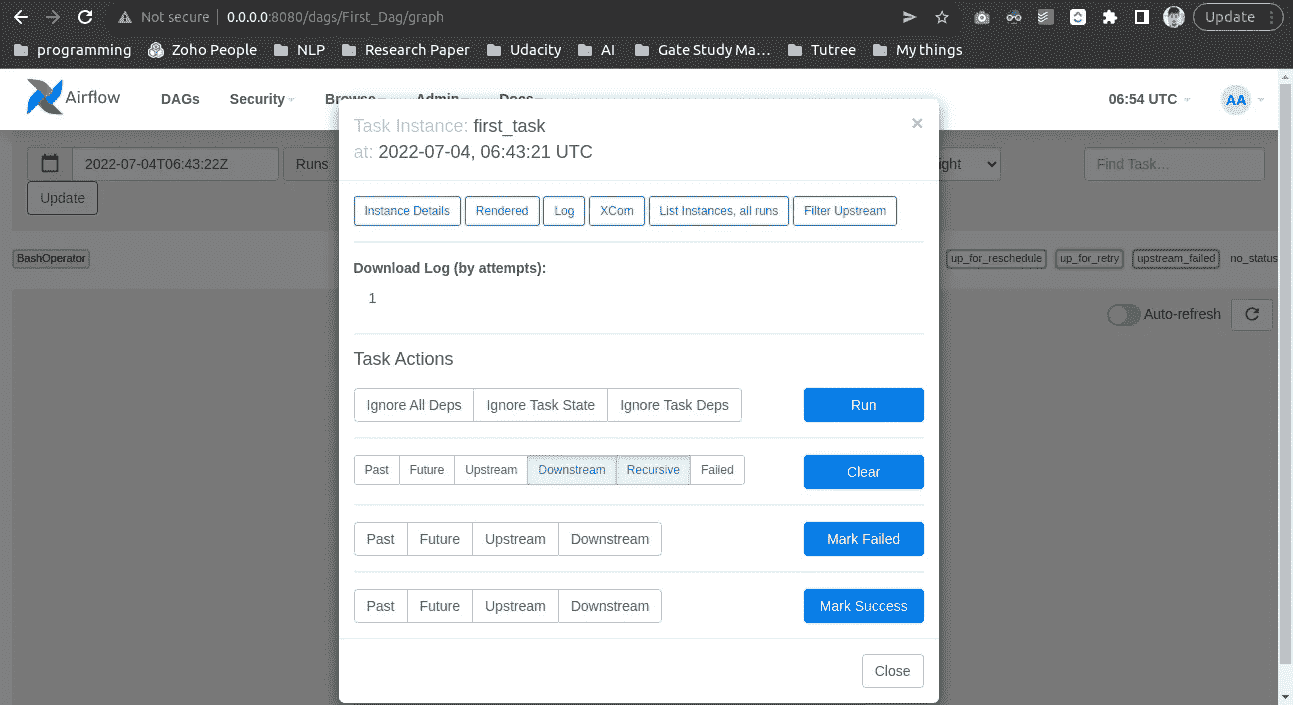 Not secure 0.0.0.0:8080/dags/First_Dag/graph Update
programming Zoho People NLP Research Paper Udacity AI Gate Study Ma... Tutree My things
Airflow DAGs Security Browse Admin Docs 06:54 UTC AA
Task Instance: first_task
at: 2022-07-04, 06:43:21 UTC
2022-07-04T06:43:22Z Runs Find Task...
Update
Instance Details Rendered Log XCom List Instances, all runs Filter Upstream
BashOperator up_for_reschedule up_for_retry upstream_failed no_status
Download Log (by attempts):
1
Auto-refresh
Task Actions
Ignore All Deps Ignore Task State Ignore Task Deps Run
Past Future Upstream Downstream Recursive Failed Clear
Past Future Upstream Downstream Mark Failed
Past Future Upstream Downstream Mark Success
Close